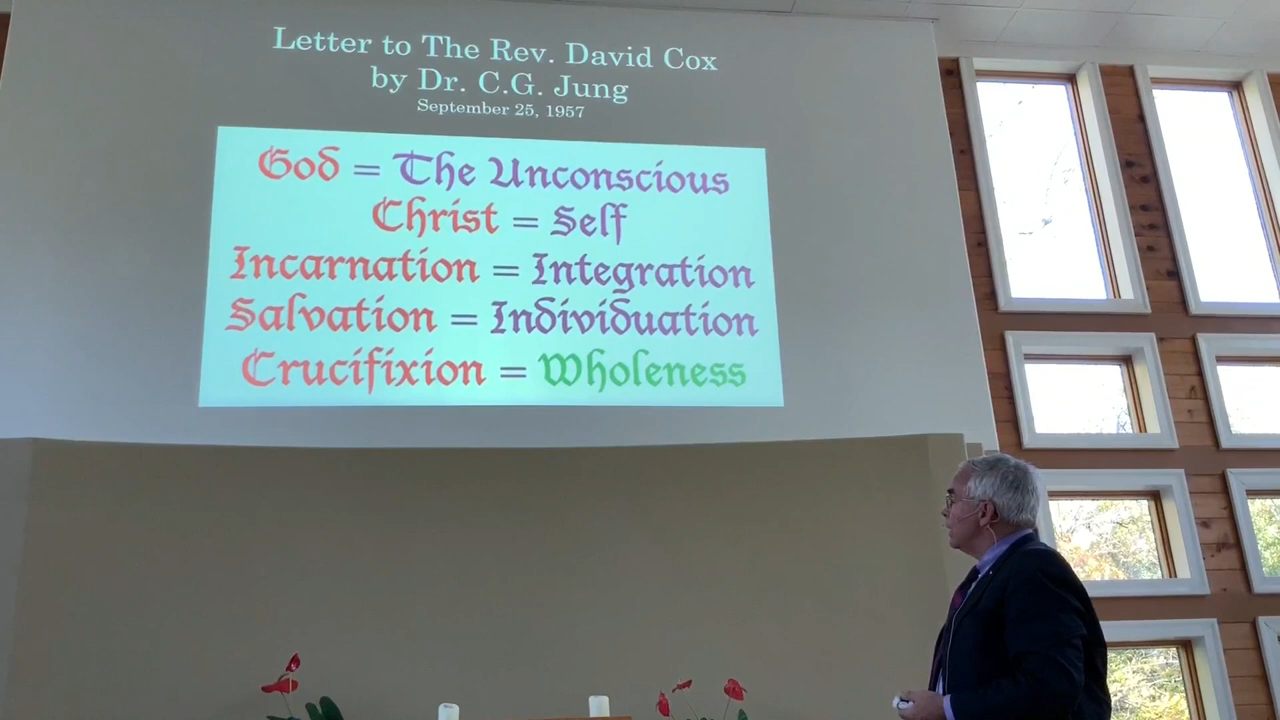 Letter to The Rev. David Cox
by Dr. C.G. Jung
September 25, 1957
God = The Unconscious
Christ = Self
Incarnation = Integration
Salvation = Individuation
Crucifixion = Wholeness